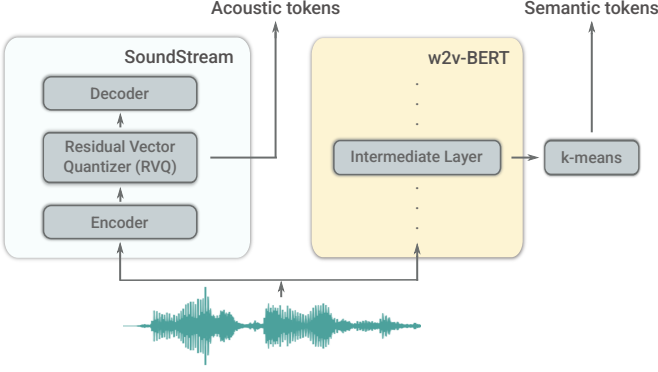 Acoustic tokens
Semantic tokens
SoundStream
w2v-BERT
Decoder
Residual Vector
Quantizer (RVQ)
Encoder
Intermediate Layer
k-means